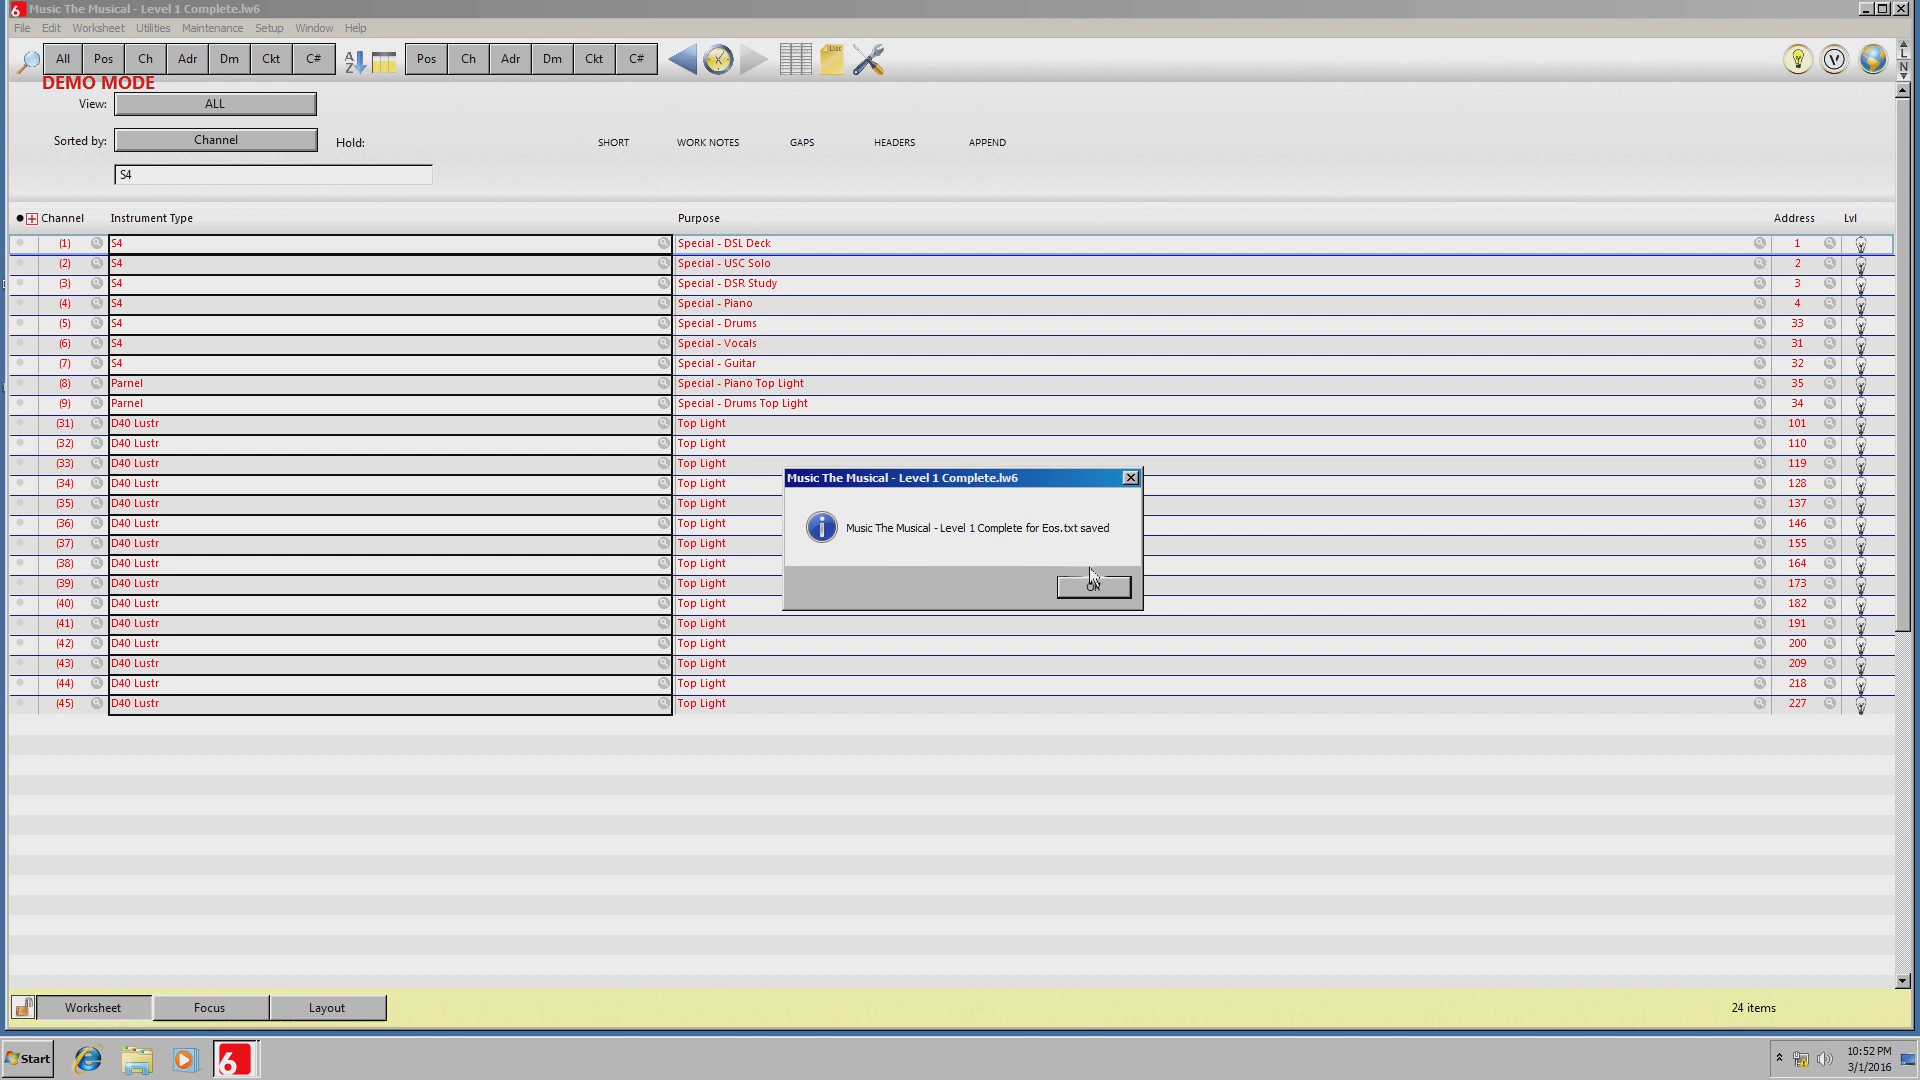 6 Music The Musical - Level 1 Complete.lw6
File Edit Worksheet Utilities Maintenance Setup Window Help
All Pos Ch Adr Dm Ckt C# A Z Pos Ch Adr Dm Ckt C# List V L N
DEMO MODE
View: ALL
Sorted by: Channel Hold: SHORT WORK NOTES GAPS HEADERS APPEND
S4
Channel Instrument Type Purpose Address Lvl
(1) S4 Special - DSL Deck 1
(2) S4 Special - USC Solo 2
(3) S4 Special - DSR Study 3
(4) S4 Special - Piano 4
(5) S4 Special - Drums 33
(6) S4 Special - Vocals 31
(7) S4 Special - Guitar 32
(8) Parnel Special - Piano Top Light 35
(9) Parnel Special - Drums Top Light 34
(31) D40 Lustr Top Light 101
(32) D40 Lustr Top Light 110
(33) D40 Lustr Top Light 119
(34) D40 Lustr Top Light 128
(35) D40 Lustr Top Light 137
(36) D40 Lustr Top Light 146
(37) D40 Lustr Top Light 155
(38) D40 Lustr Top Light 164
(39) D40 Lustr Top Light 173
(40) D40 Lustr Top Light 182
(41) D40 Lustr Top Light 191
(42) D40 Lustr Top Light 200
(43) D40 Lustr Top Light 209
(44) D40 Lustr Top Light 218
(45) D40 Lustr Top Light 227
Music The Musical - Level 1 Complete.lw6
Music The Musical - Level 1 Complete for Eos.txt saved
OK
Worksheet Focus Layout 24 items
Start 6 10:52 PM
3/1/2016